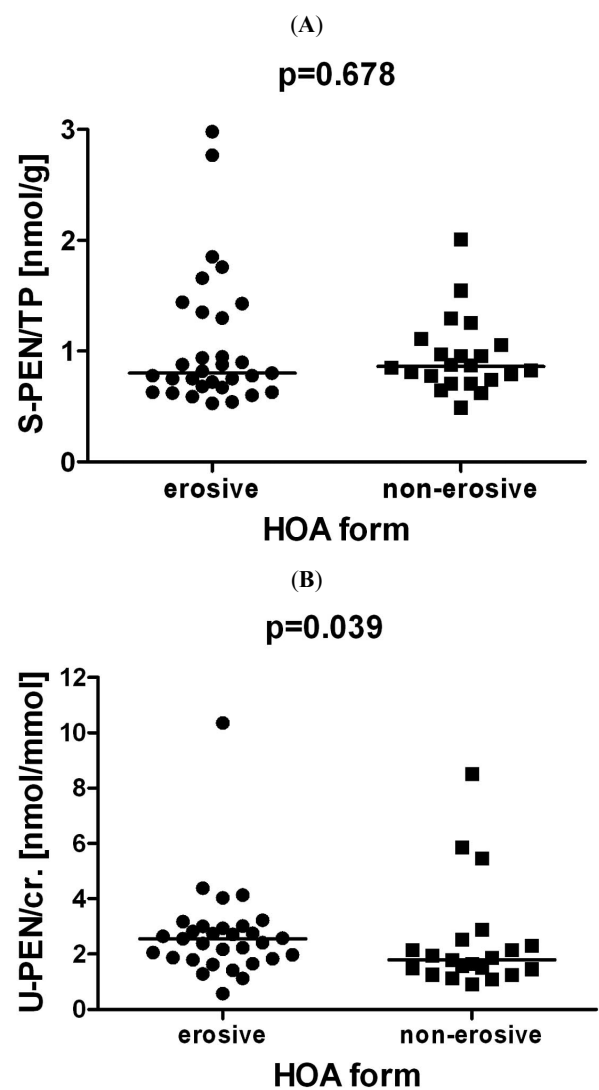 (A)
p=0.678
S-PEN/TP [nmol/g]
3
2
1
0
erosive non-erosive
HOA form
(B)
p=0.039
U-PEN/cr. [nmol/mmol]
12
10
8
6
4
2
0
erosive non-erosive
HOA form